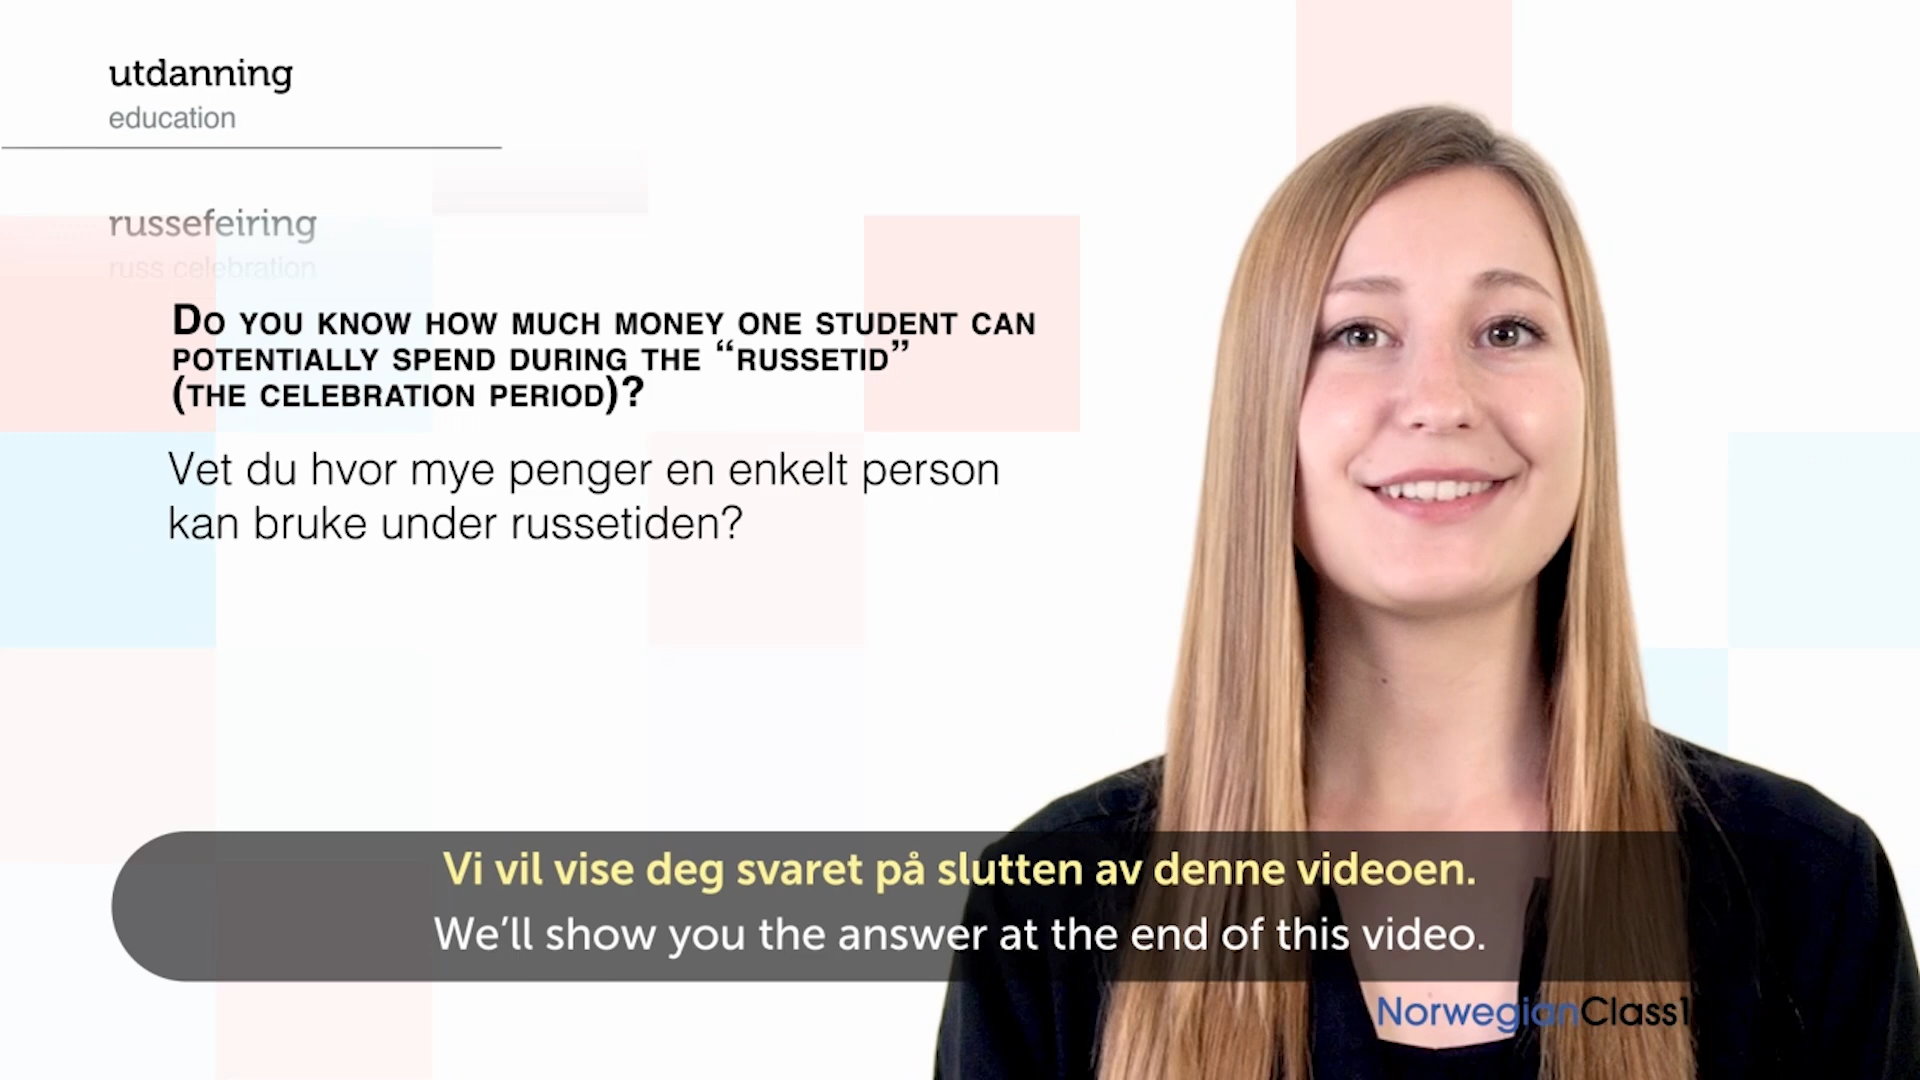 utdanning
education
russefeiring
russ celebration
DO YOU KNOW HOW MUCH MONEY ONE STUDENT CAN
POTENTIALLY SPEND DURING THE “RUSSETID”
(THE CELEBRATION PERIOD)?
Vet du hvor mye penger en enkelt person
kan bruke under russetiden?
Vi vil vise deg svaret på slutten av denne videoen.
We’ll show you the answer at the end of this video.
NorwegianClass1